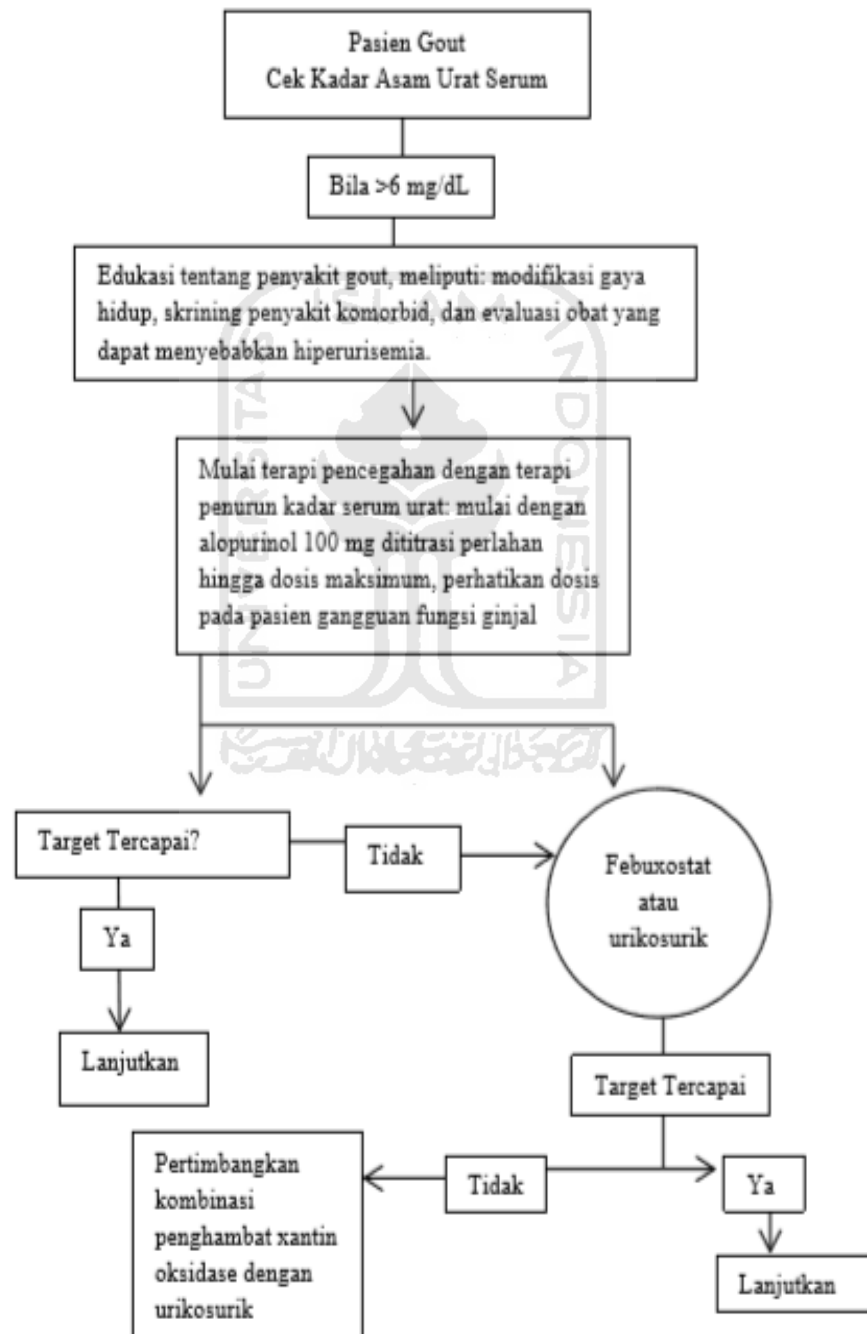 Pasien Gout
Cek Kadar Asam Urat Serum
Bila >6 mg/dL
Edukasi tentang penyakit gout, meliputi: modifikasi gaya
hidup, skrining penyakit komorbid, dan evaluasi obat yang
dapat menyebabkan hiperurisemia.
Mulai terapi pencegahan dengan terapi
penurun kadar serum urat: mulai dengan
alopurinol 100 mg dititrasi perlahan
hingga dosis maksimum, perhatikan dosis
pada pasien gangguan fungsi ginjal
UNIVERSITAS ISLAM INDONESIA
Target Tercapai?
Tidak
Febuxostat
atau
urikosurik
Ya
Lanjutkan
Target Tercapai
Tidak
Ya
Pertimbangkan
kombinasi
penghambat xantin
oksidase dengan
urikosurik
Lanjutkan